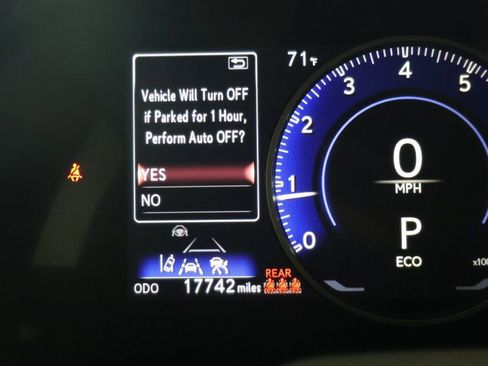 71°F
Vehicle Will Turn OFF
if Parked for 1 Hour,
Perform Auto OFF?
YES
NO
5
4
3
2
1
0
0
MPH
P
ECO
x100
REAR
ODO 17742 miles